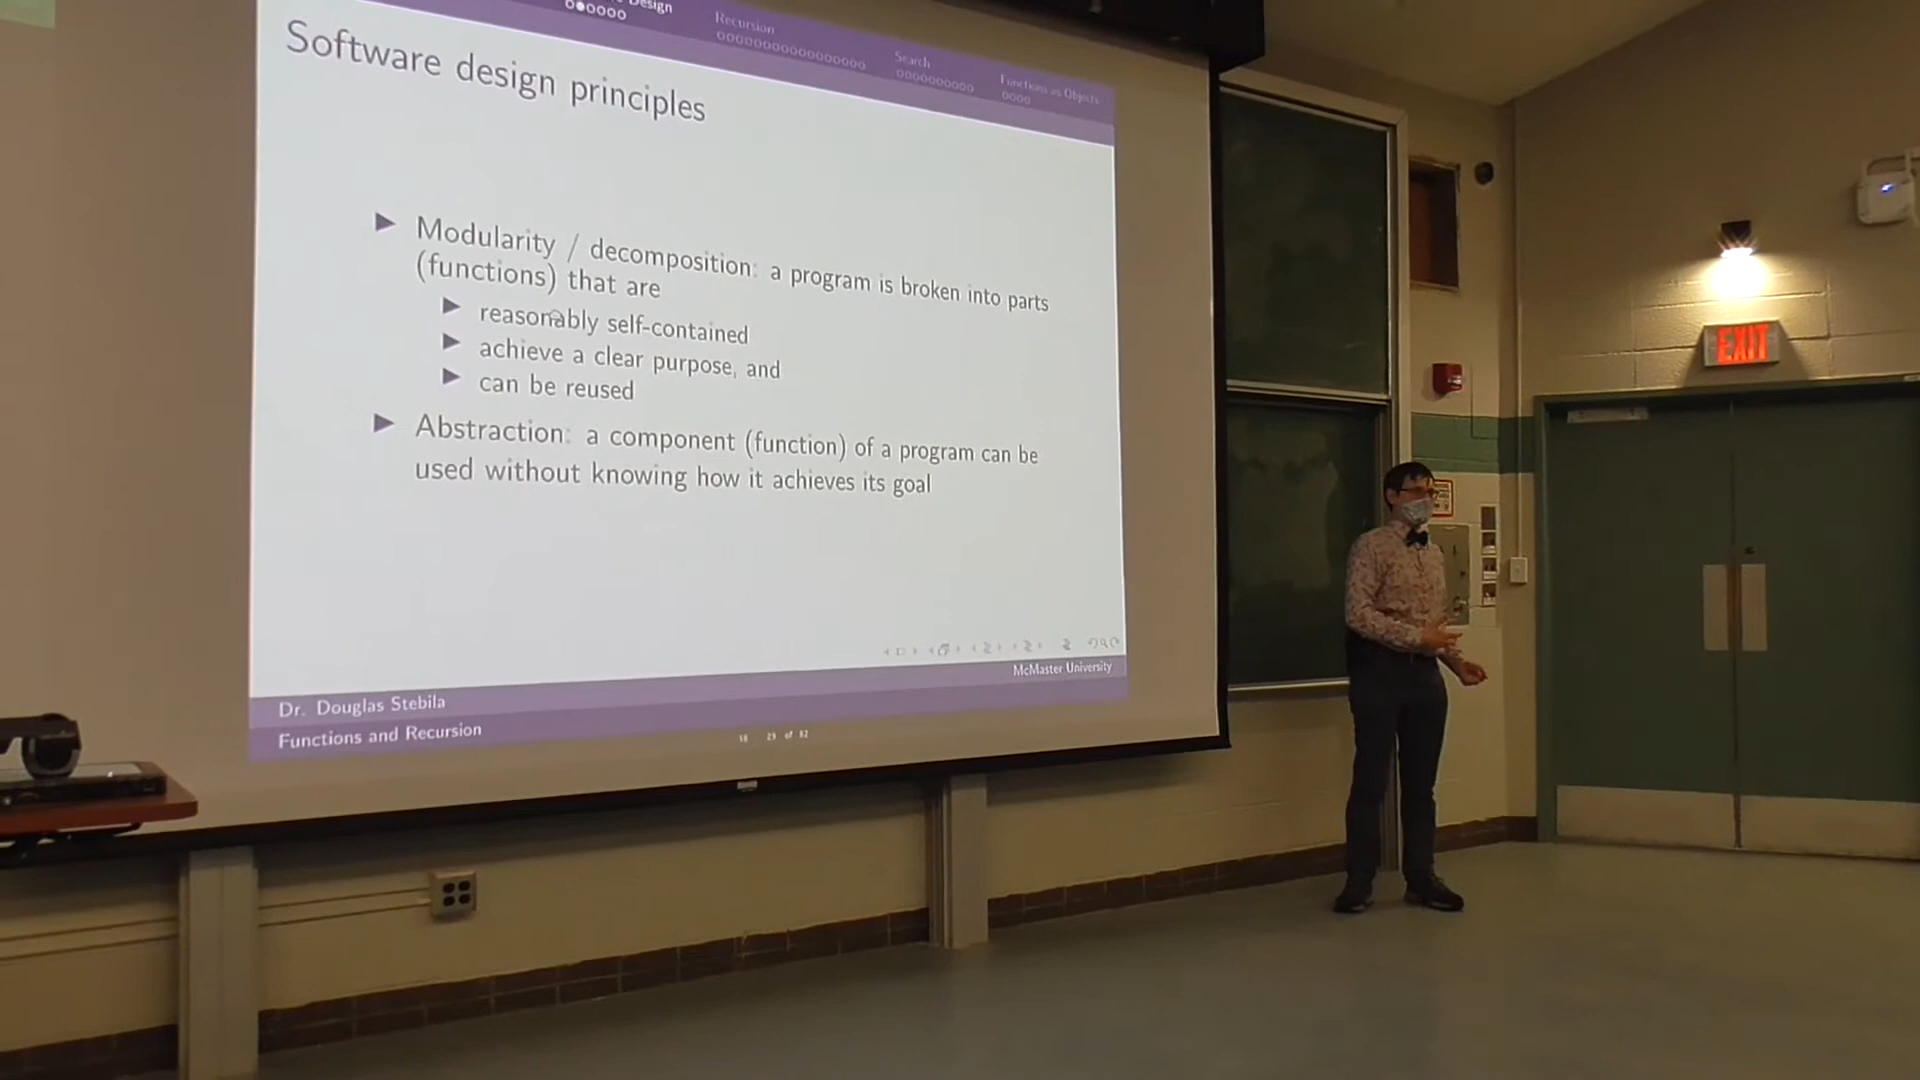 Design
Recursion
Search
Functions as Objects
Software design principles
Modularity / decomposition: a program is broken into parts
(functions) that are
reasonably self-contained
achieve a clear purpose, and
can be reused
Abstraction: a component (function) of a program can be
used without knowing how it achieves its goal
McMaster University
Dr. Douglas Stebila
Functions and Recursion
EXIT